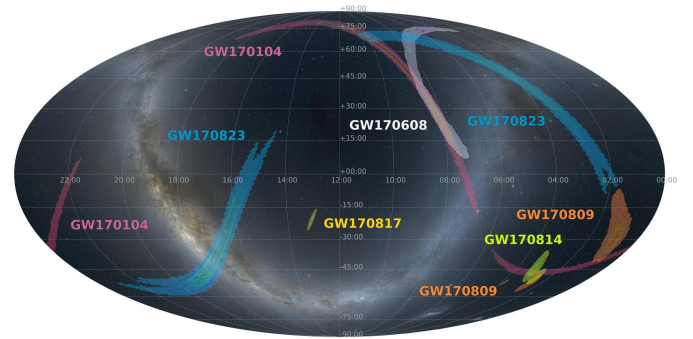 +90:00
+75:00
GW170104
+60:00
+45:00
+30:00
GW170823
GW170608
GW170823
+15:00
+00:00
22:00
20:00
18:00
16:00
14:00
12:00
10:00
08:00
06:00
04:00
02:00
00:00
-15:00
GW170104
GW170817
GW170809
-30:00
GW170814
-45:00
GW170809
-60:00
-75:00
-90:00